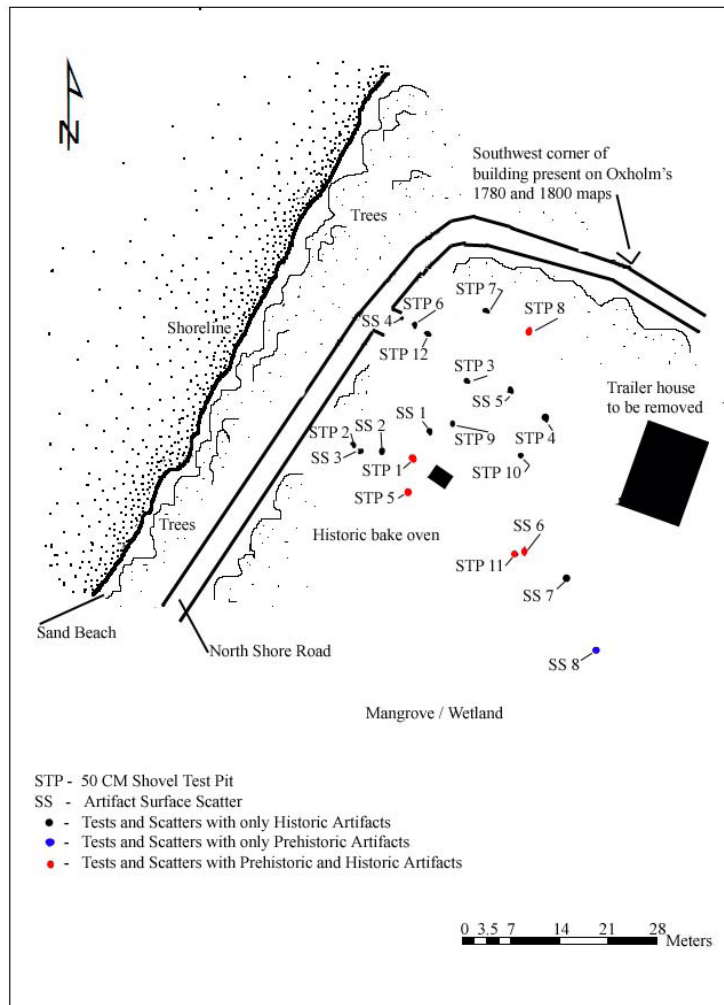 N
Southwest corner of
building present on Oxholm's
1780 and 1800 maps
Trees
STP 7
STP 6
STP 8
SS 4
Shoreline
STP 12
STP 3
SS 5
Trailer house
to be removed
SS 1
SS 2
STP 2
SS 3
STP 9
STP 4
STP 1
STP 10
STP 5
Trees
Historic bake oven
SS 6
STP 11
SS 7
Sand Beach
North Shore Road
SS 8
Mangrove / Wetland
STP - 50 CM Shovel Test Pit
SS - Artifact Surface Scatter
- Tests and Scatters with only Historic Artifacts
- Tests and Scatters with only Prehistoric Artifacts
- Tests and Scatters with Prehistoric and Historic Artifacts
0 3.5 7 14 21 28
Meters